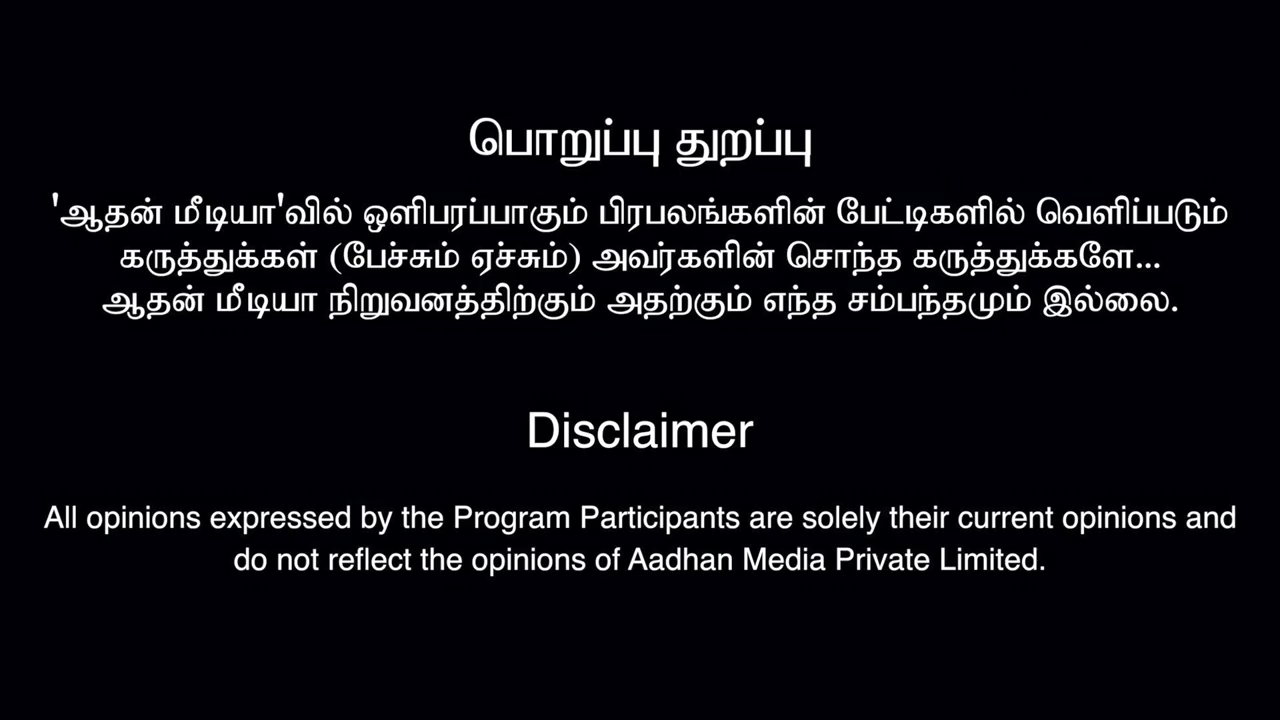 பொறுப்பு துறப்பு
'ஆதன் மீடியா'வில் ஒளிபரப்பாகும் பிரபலங்களின் பேட்டிகளில் வெளிப்படும்
கருத்துக்கள் (பேச்சும் ஏச்சும்) அவர்களின் சொந்த கருத்துக்களே...
ஆதன் மீடியா நிறுவனத்திற்கும் அதற்கும் எந்த சம்பந்தமும் இல்லை.
Disclaimer
All opinions expressed by the Program Participants are solely their current opinions and
do not reflect the opinions of Aadhan Media Private Limited.